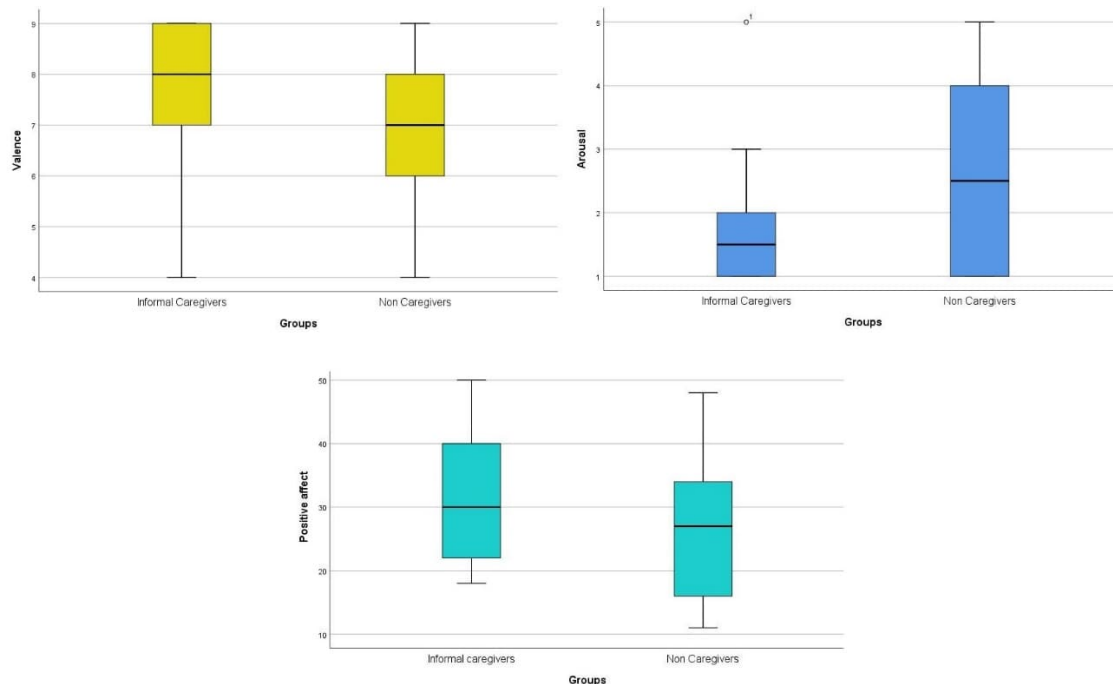 Valence
9
8
7
6
5
4
Informal Caregivers
Non Caregivers
Groups
Arousal
5
4
3
2
1
1
Informal Caregivers
Non Caregivers
Groups
Positive affect
50
40
30
20
10
Informal caregivers
Non Caregivers
Groups